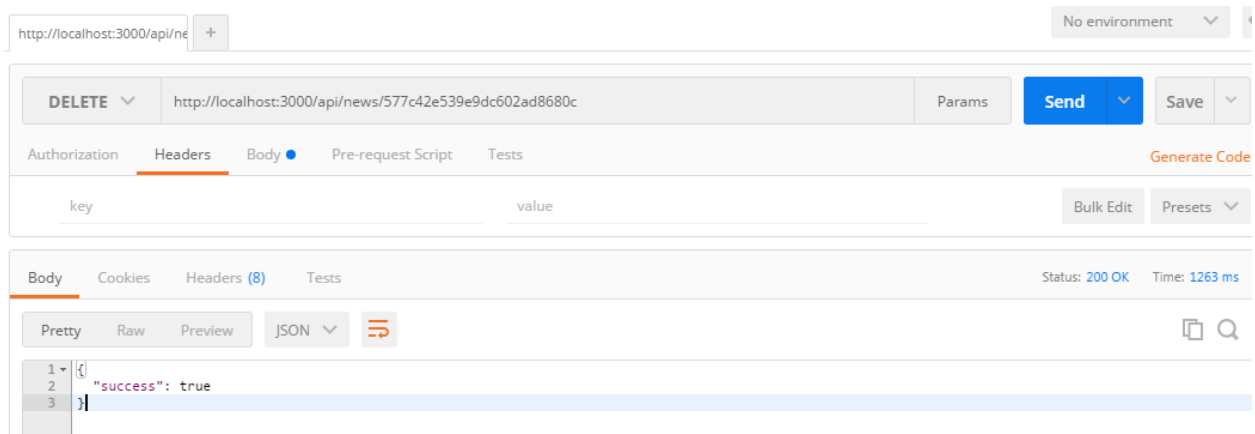 http://localhost:3000/api/ne +
No environment
DELETE http://localhost:3000/api/news/577c42e539e9dc602ad8680c Params Send Save
Authorization Headers Body Pre-request Script Tests Generate Code
key value Bulk Edit Presets
Body Cookies Headers (8) Tests Status: 200 OK Time: 1263 ms
Pretty Raw Preview JSON
1 {
2 "success": true
3 }